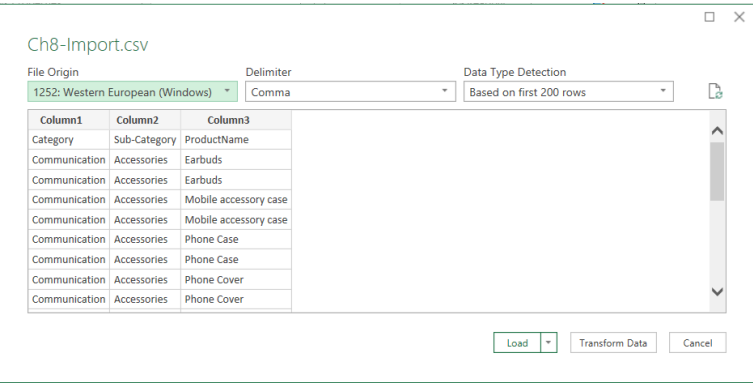 Ch8-Import.csv
File Origin Delimiter Data Type Detection
1252: Western European (Windows) Comma Based on first 200 rows
Column1 Column2 Column3
Category Sub-Category ProductName
Communication Accessories Earbuds
Communication Accessories Earbuds
Communication Accessories Mobile accessory case
Communication Accessories Mobile accessory case
Communication Accessories Phone Case
Communication Accessories Phone Case
Communication Accessories Phone Cover
Communication Accessories Phone Cover
Load Transform Data Cancel